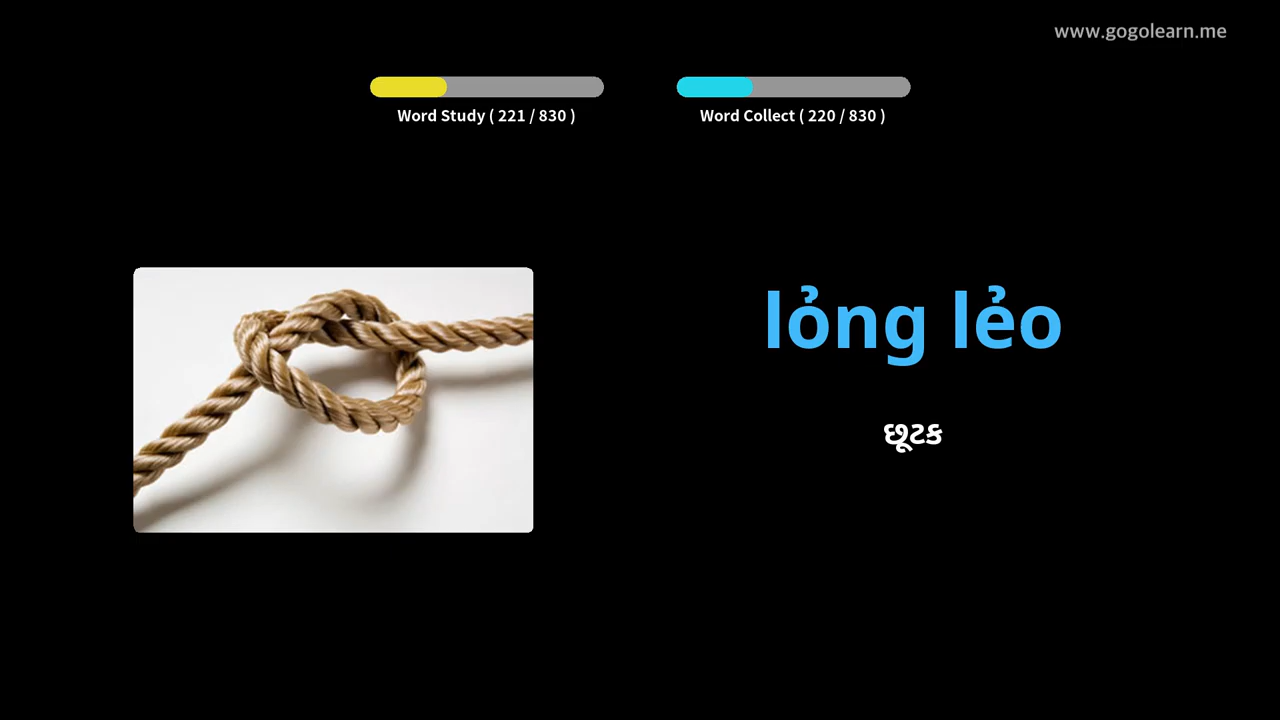 www.gogolearn.me
Word Study ( 221 / 830 )
Word Collect ( 220 / 830 )
lỏng lẻo
છૂટક